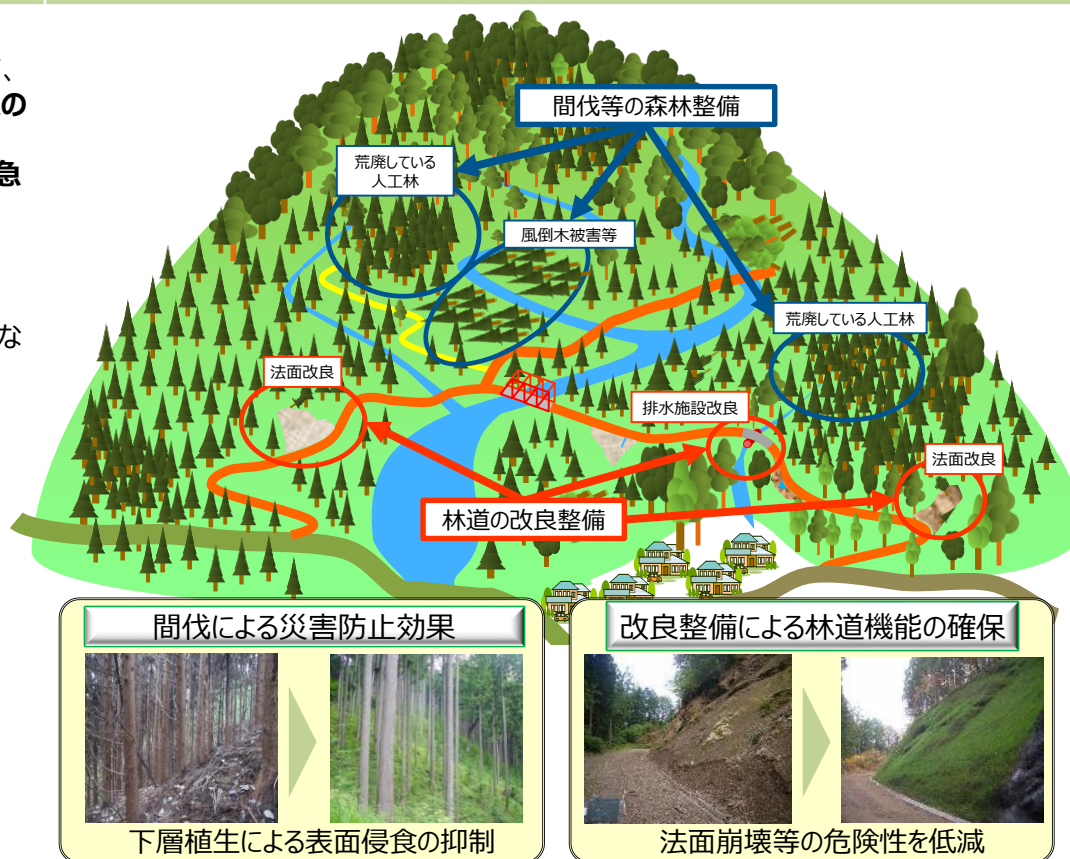 、
の
急
な
間伐等の森林整備
荒廃している
人工林
風倒木被害等
荒廃している人工林
法面改良
排水施設改良
法面改良
林道の改良整備
間伐による災害防止効果
下層植生による表面侵食の抑制
改良整備による林道機能の確保
法面崩壊等の危険性を低減